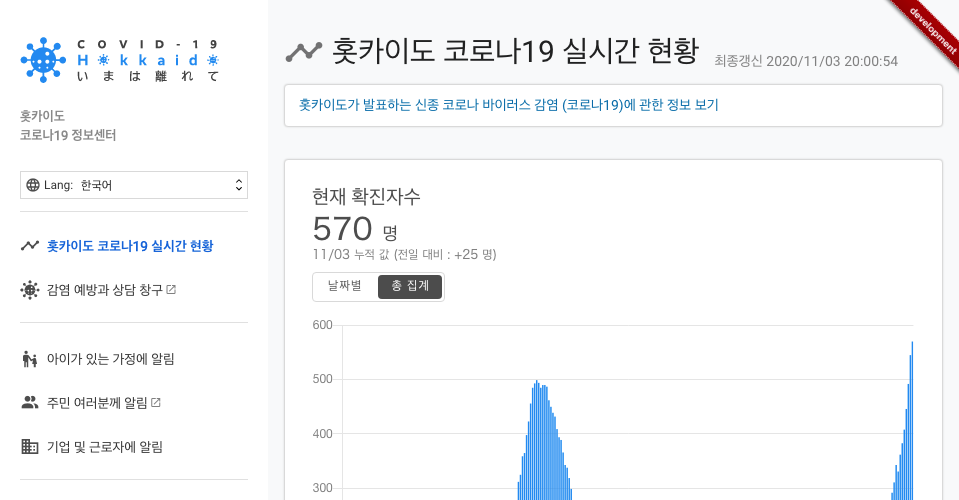 COVID-19
Hokkaido
いまは離れて
홋카이도
코로나19 정보센터
Lang: 한국어
홋카이도 코로나19 실시간 현황
감염 예방과 상담 창구
아이가 있는 가정에 알림
주민 여러분께 알림
기업 및 근로자에 알림
홋카이도 코로나19 실시간 현황
최종갱신 2020/11/03 20:00:54
development
홋카이도가 발표하는 신종 코로나 바이러스 감염 (코로나19)에 관한 정보 보기
현재 확진자수
570 명
11/03 누적 값 (전일 대비 : +25 명)
날짜별 총 집계
600
500
400
300